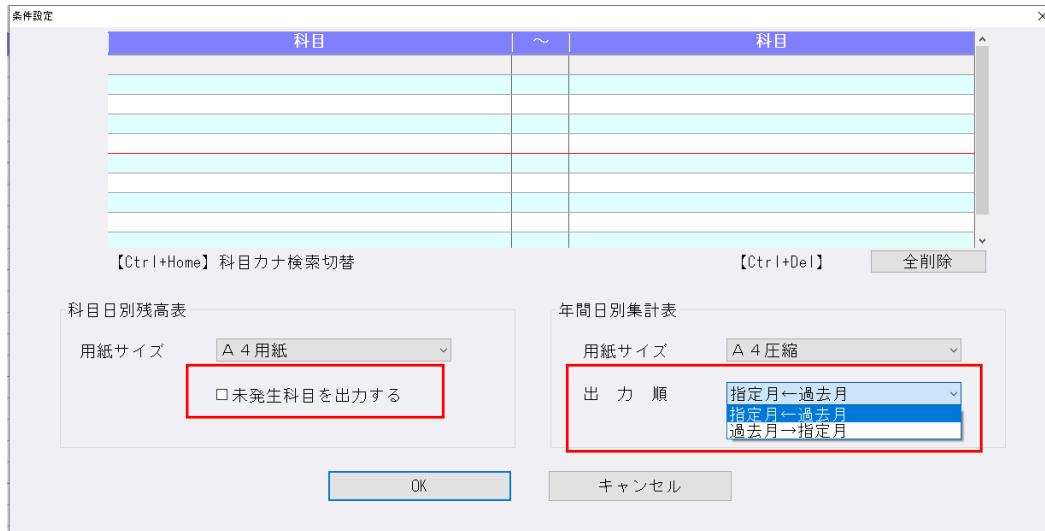 条件設定
科目 ～ 科目
【Ctrl+Home】科目カナ検索切替 【Ctrl+Del】 全削除
科目日別残高表
用紙サイズ A4用紙
□未発生科目を出力する
年間日別集計表
用紙サイズ A4圧縮
出力順 指定月←過去月
指定月←過去月
過去月→指定月
OK キャンセル